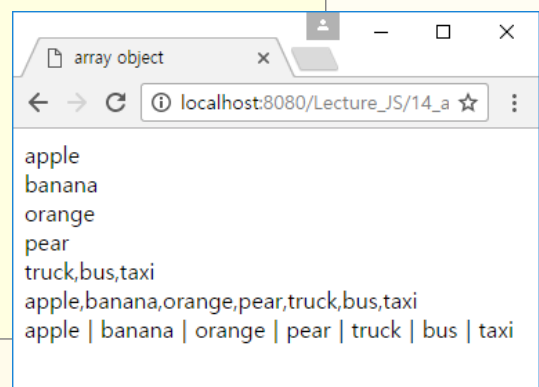 array object
localhost:8080/Lecture_JS/14_a
apple
banana
orange
pear
truck,bus,taxi
apple,banana,orange,pear,truck,bus,taxi
apple | banana | orange | pear | truck | bus | taxi